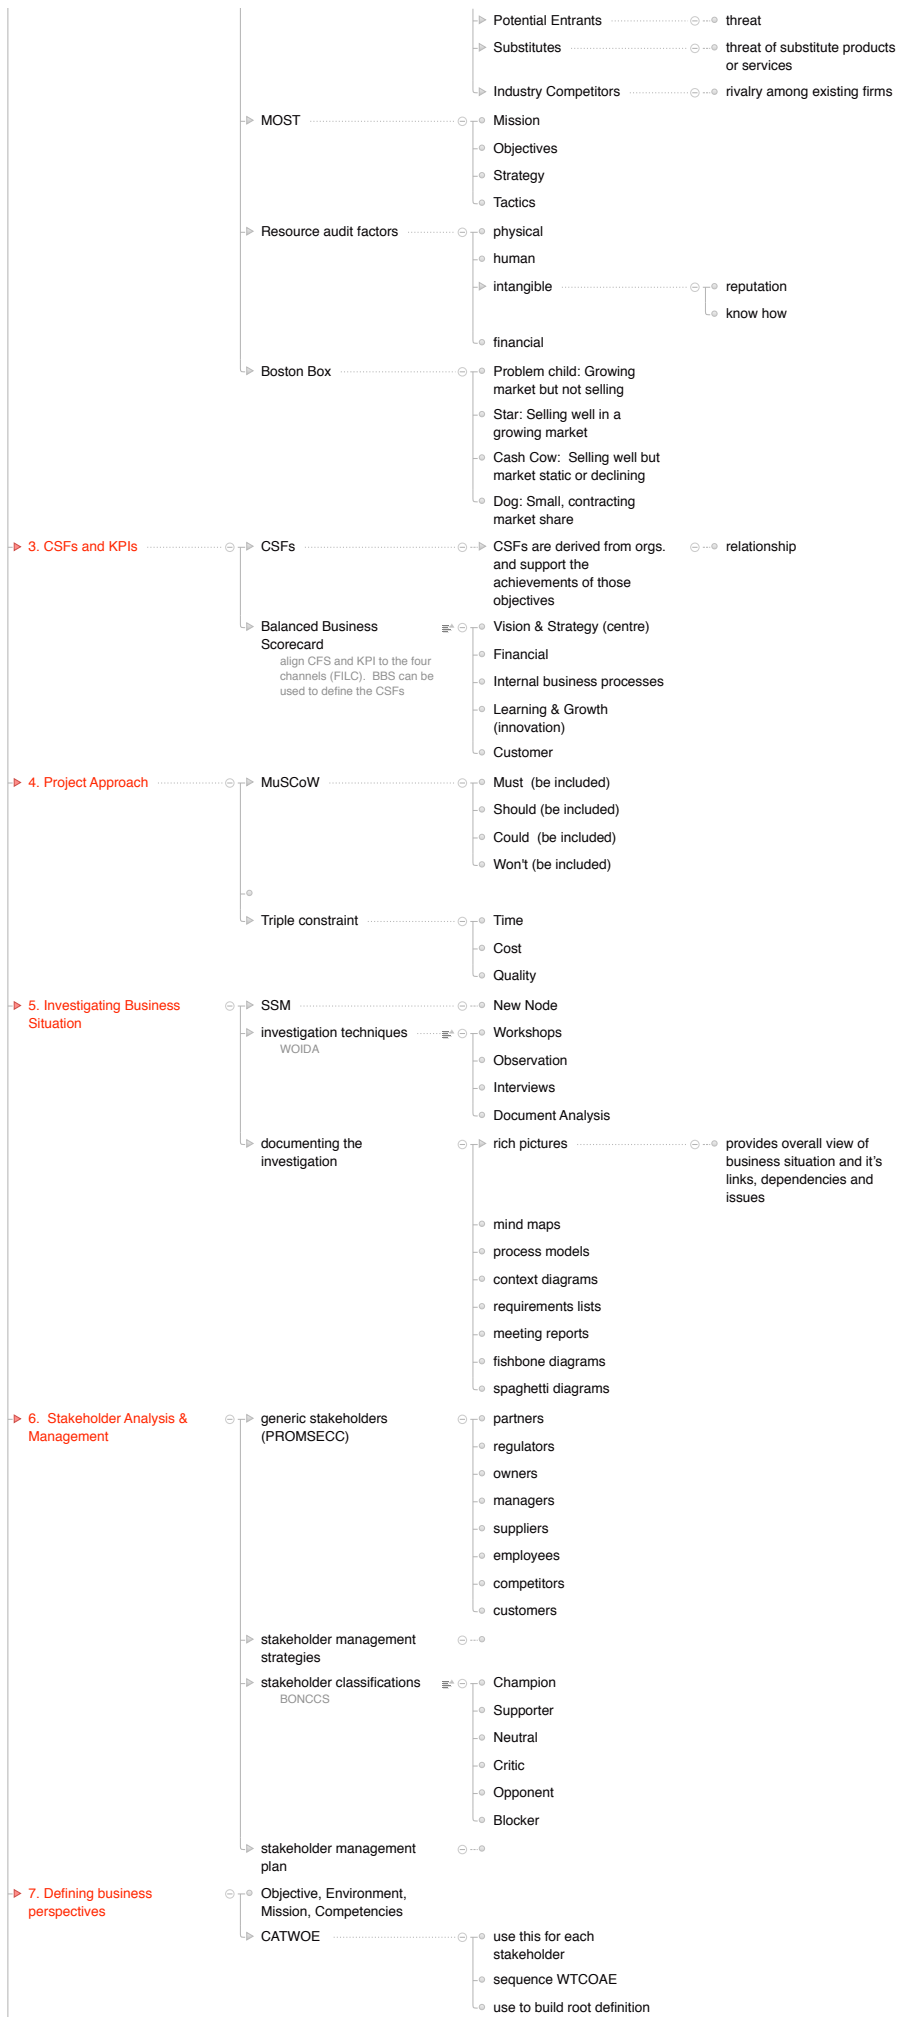 Potential Entrants
threat
Substitutes
threat of substitute products
or services
Industry Competitors
rivalry among existing firms
MOST
Mission
Objectives
Strategy
Tactics
Resource audit factors
physical
human
intangible
reputation
know how
financial
Boston Box
Problem child: Growing
market but not selling
Star: Selling well in a
growing market
Cash Cow:  Selling well but
market static or declining
Dog: Small, contracting
market share
3. CSFs and KPIs
CSFs
CSFs are derived from orgs.
and support the
achievements of those
objectives
relationship
Balanced Business
Scorecard
align CFS and KPI to the four
channels (FILC).  BBS can be
used to define the CSFs
Vision & Strategy (centre)
Financial
Internal business processes
Learning & Growth
(innovation)
Customer
4. Project Approach
MuSCoW
Must  (be included)
Should (be included)
Could  (be included)
Won't (be included)
Triple constraint
Time
Cost
Quality
5. Investigating Business
Situation
SSM
New Node
investigation techniques
WOIDA
Workshops
Observation
Interviews
Document Analysis
documenting the
investigation
rich pictures
provides overall view of
business situation and it's
links, dependencies and
issues
mind maps
process models
context diagrams
requirements lists
meeting reports
fishbone diagrams
spaghetti diagrams
6.  Stakeholder Analysis &
Management
generic stakeholders
(PROMSECC)
partners
regulators
owners
managers
suppliers
employees
competitors
customers
stakeholder management
strategies
stakeholder classifications
BONCCS
Champion
Supporter
Neutral
Critic
Opponent
Blocker
stakeholder management
plan
7. Defining business
perspectives
Objective, Environment,
Mission, Competencies
CATWOE
use this for each
stakeholder
sequence WTCOAE
use to build root definition